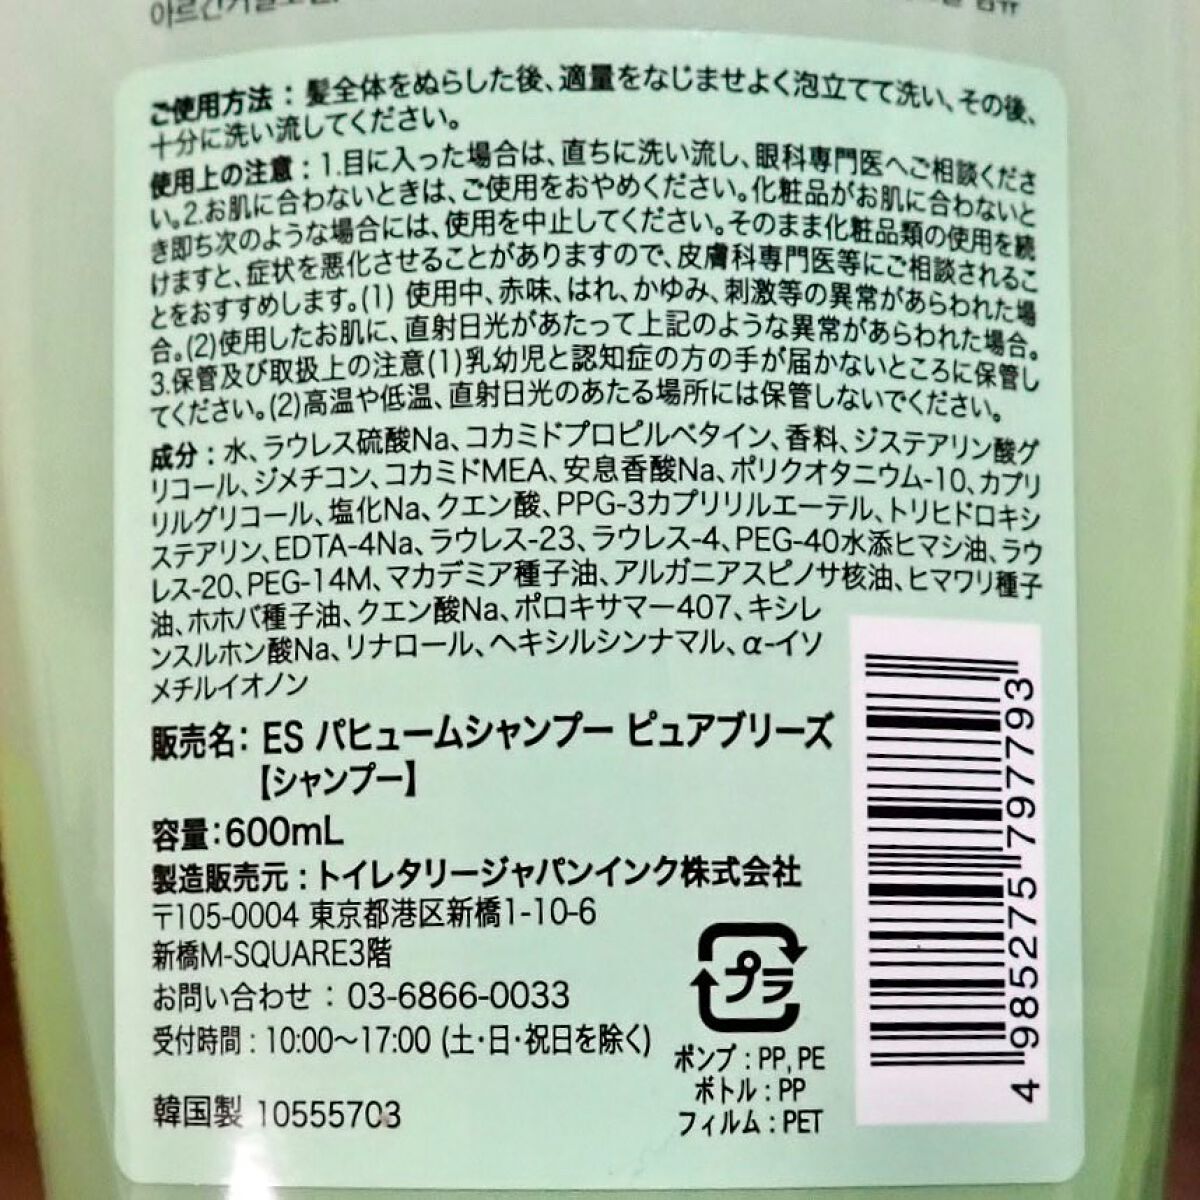 ご使用方法：髪全体をぬらした後、適量をなじませよく泡立てて洗い、その後、
十分に洗い流してください。
使用上の注意：1.目に入った場合は、直ちに洗い流し、眼科専門医へご相談くださ
い。2.お肌に合わないときは、ご使用をおやめください。化粧品がお肌に合わないと
き即ち次のような場合には、使用を中止してください。そのまま化粧品類の使用を続
けますと、症状を悪化させることがありますので、皮膚科専門医等にご相談されるこ
とをおすすめします。(1) 使用中、赤味、はれ、かゆみ、刺激等の異常があらわれた場
合。(2)使用したお肌に、直射日光があたって上記のような異常があらわれた場合。
3.保管及び取扱上の注意(1)乳幼児と認知症の方の手が届かないところに保管し
てください。(2)高温や低温、直射日光のあたる場所には保管しないでください。
成分：水、ラウレス硫酸Na、コカミドプロピルベタイン、香料、ジステアリン酸グ
リコール、ジメチコン、コカミドMEA、安息香酸Na、ポリクオタニウム-10、カプリ
リルグリコール、塩化Na、クエン酸、PPG-3カプリリルエーテル、トリヒドロキシ
ステアリン、EDTA-4Na、ラウレス-23、ラウレス-4、PEG-40水添ヒマシ油、ラウ
レス-20、PEG-14M、マカデミア種子油、アルガニアスピノサ核油、ヒマワリ種子
油、ホホバ種子油、クエン酸Na、ポロキサマー407、キシレ
ンスルホン酸Na、リナロール、ヘキシルシンナマル、α-イソ
メチルイオノン
販売名：ES パヒュームシャンプー ピュアブリーズ
【シャンプー】
容量：600mL
製造販売元：トイレタリージャパンインク株式会社
〒105-0004 東京都港区新橋1-10-6
新橋M-SQUARE3階
お問い合わせ：03-6866-0033
受付時間：10:00～17:00 (土・日・祝日を除く)
韓国製 10555703
プラ
ポンプ：PP, PE
ボトル：PP
フィルム：PET
4 985275 797793